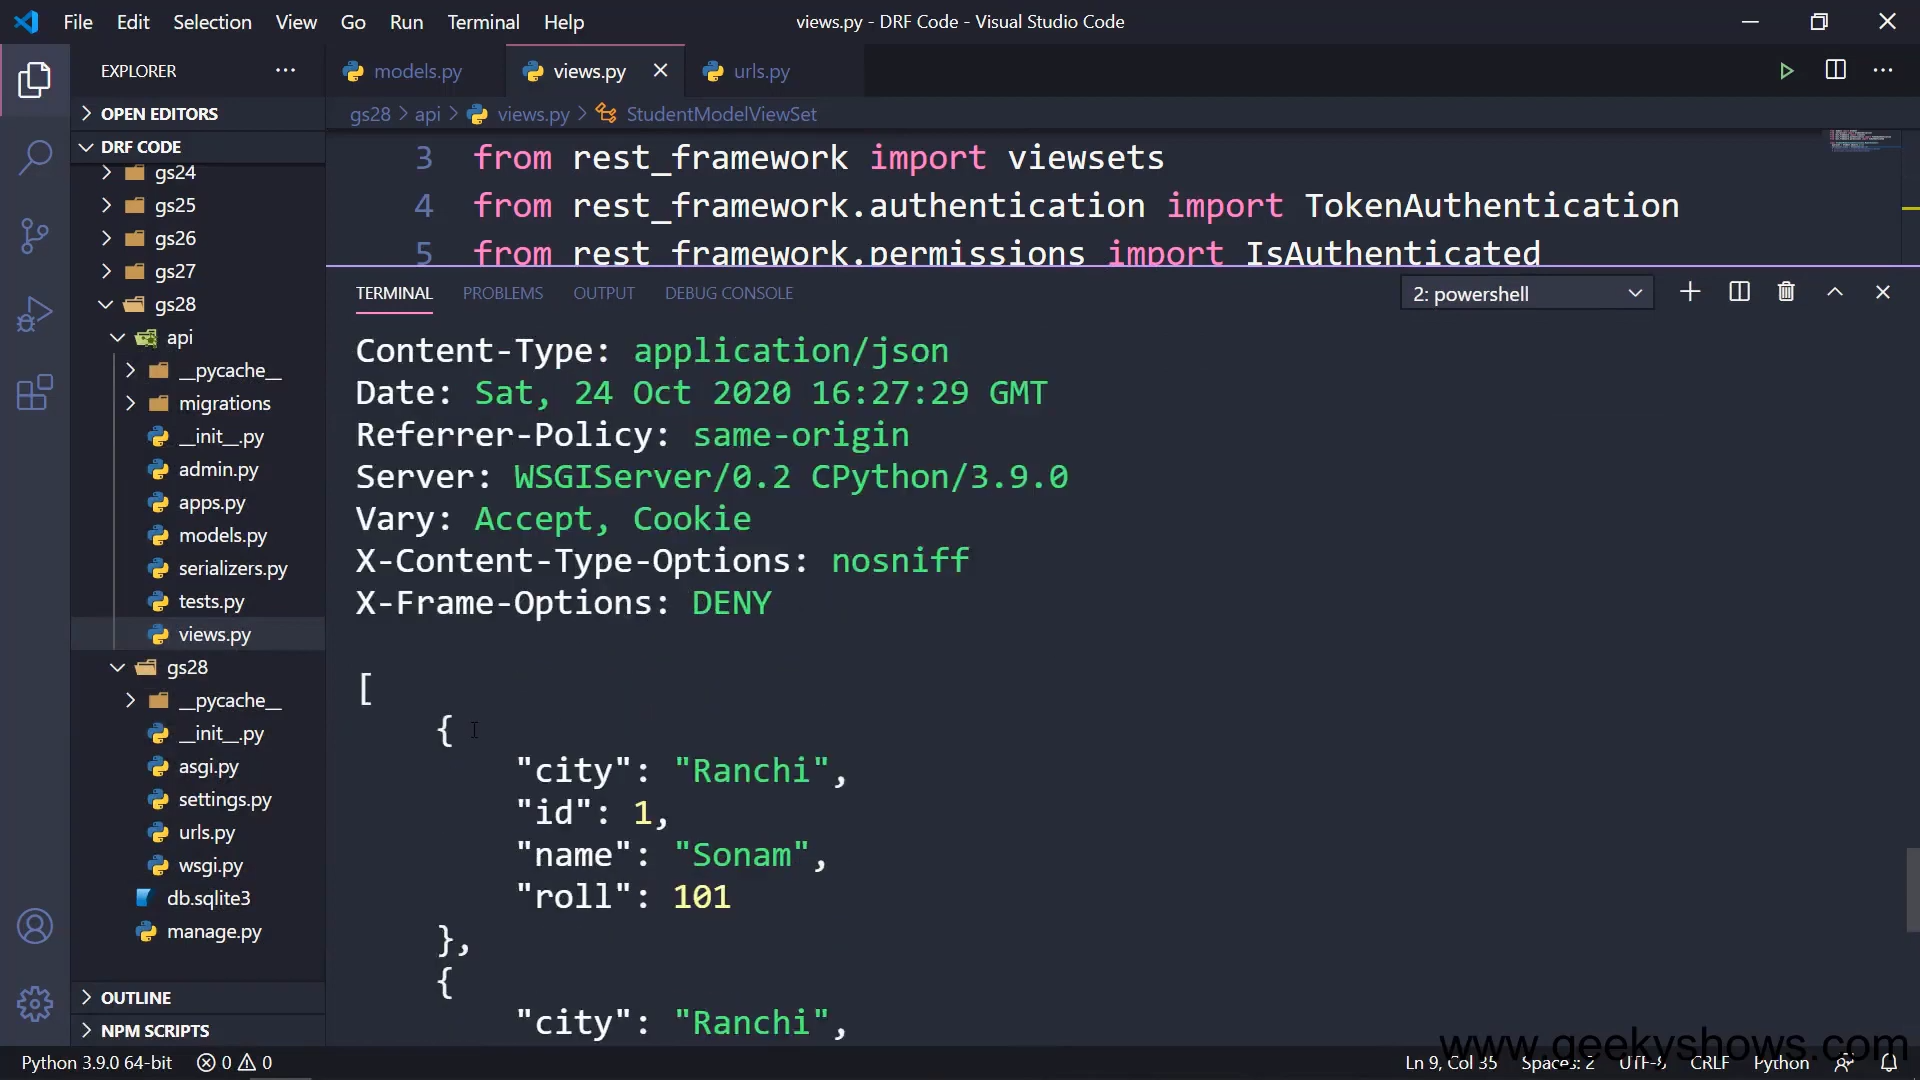 File Edit Selection View Go Run Terminal Help
views.py - DRF Code - Visual Studio Code
EXPLORER
models.py
views.py
urls.py
OPEN EDITORS
gs28 > api > views.py > StudentModelViewSet
DRF CODE
gs24
gs25
gs26
gs27
gs28
api
__pycache__
migrations
__init__.py
admin.py
apps.py
models.py
serializers.py
tests.py
views.py
gs28
__pycache__
__init__.py
asgi.py
settings.py
urls.py
wsgi.py
db.sqlite3
manage.py
OUTLINE
NPM SCRIPTS
3 from rest_framework import viewsets
4 from rest_framework.authentication import TokenAuthentication
5 from rest_framework.permissions import IsAuthenticated
TERMINAL PROBLEMS OUTPUT DEBUG CONSOLE
2: powershell
Content-Type: application/json
Date: Sat, 24 Oct 2020 16:27:29 GMT
Referrer-Policy: same-origin
Server: WSGIServer/0.2 CPython/3.9.0
Vary: Accept, Cookie
X-Content-Type-Options: nosniff
X-Frame-Options: DENY
[
{
"city": "Ranchi",
"id": 1,
"name": "Sonam",
"roll": 101
},
{
"city": "Ranchi",
www.geekyshows.com
Python 3.9.0 64-bit 0 0
Ln 9, Col 35 Spaces: 2 UTF-8 CRLF Python